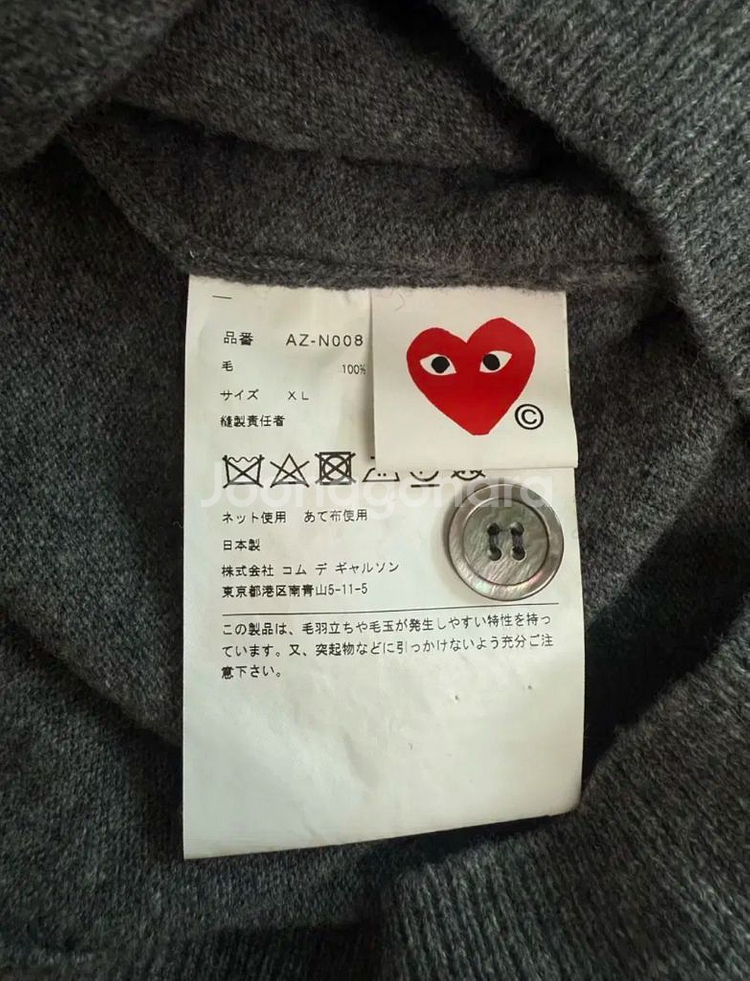 品番 AZ-N008
毛 100%
サイズ XL
縫製責任者
©
Joongonara
ネット使用 あて布使用
日本製
株式会社 コム デ ギャルソン
東京都港区南青山5-11-5
この製品は、毛羽立ちや毛玉が発生しやすい特性を持っ
ています。又、突起物などに引っかけないよう充分ご注
意下さい。